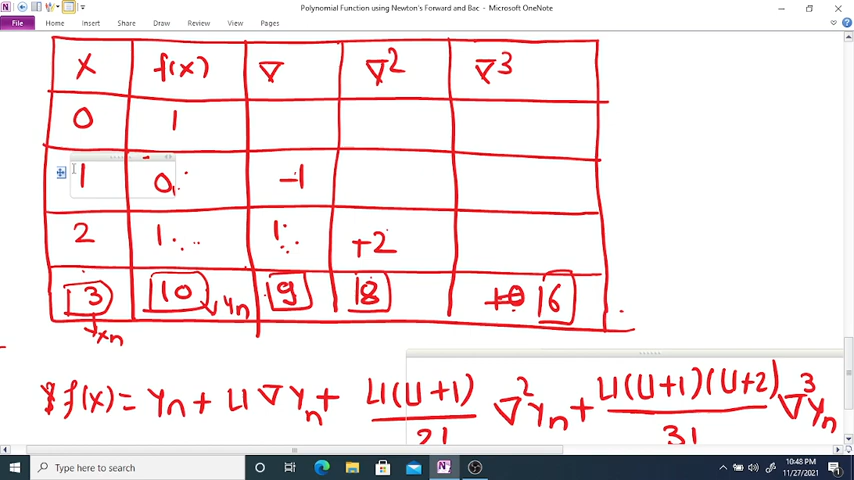 Polynomial Function using Newton's Forward and Bac - Microsoft OneNote
File Home Insert Share Draw Review View Pages
x f(x) ∇ ∇2 ∇3
0 1
1 0 -1
2 1 1 +2
3 10 9 8 6
yn
xn
f(x) = yn + u ∇yn + u(u+1) ∇2yn + u(u+1)(u+2) ∇3yn
2! 3!
Type here to search
10:48 PM
11/27/2021